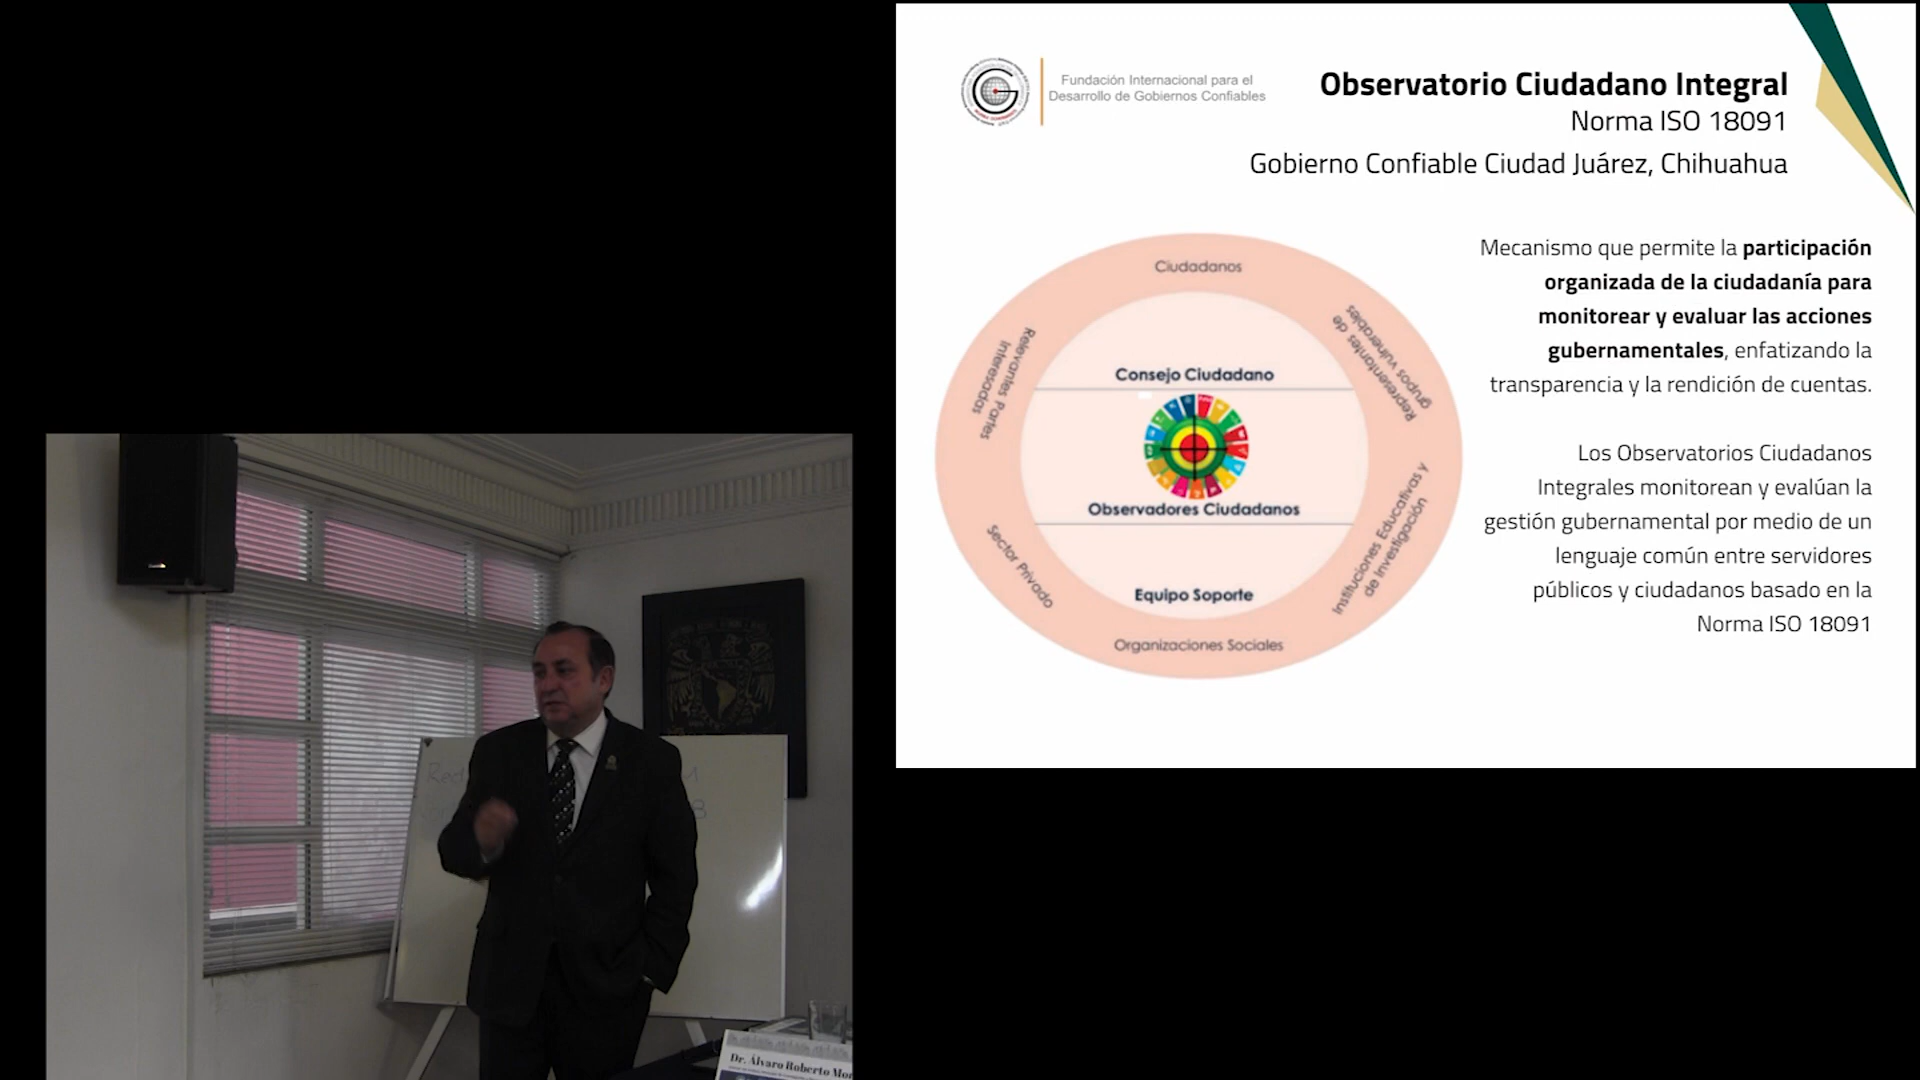 Fundación Internacional para el
Desarrollo de Gobiernos Confiables
Observatorio Ciudadano Integral
Norma ISO 18091
Gobierno Confiable Ciudad Juárez, Chihuahua
Ciudadanos
Representantes de
grupos vulnerables
Relevantes Partes
Interesadas
Consejo Ciudadano
Observadores Ciudadanos
Equipo Soporte
Sector Privado
Instituciones Educativas y
de Investigación
Organizaciones Sociales
Mecanismo que permite la participación
organizada de la ciudadanía para
monitorear y evaluar las acciones
gubernamentales, enfatizando la
transparencia y la rendición de cuentas.
Los Observatorios Ciudadanos
Integrales monitorean y evalúan la
gestión gubernamental por medio de un
lenguaje común entre servidores
públicos y ciudadanos basado en la
Norma ISO 18091
Dr. Álvaro Roberto